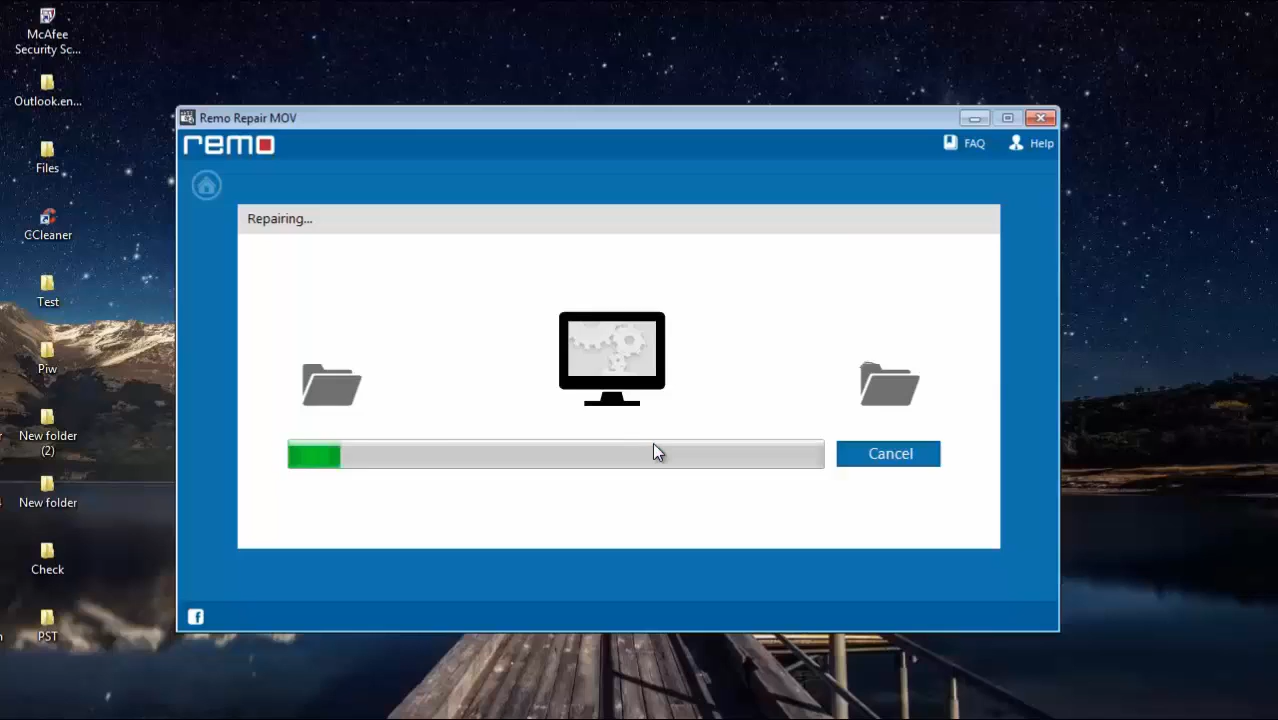 McAfee
Security Sc...
Outlook.en...
Files
CCleaner
Test
Piw
New folder
(2)
New folder
Check
PST
Remo Repair MOV
remo
FAQ
Help
Repairing...
Cancel
f